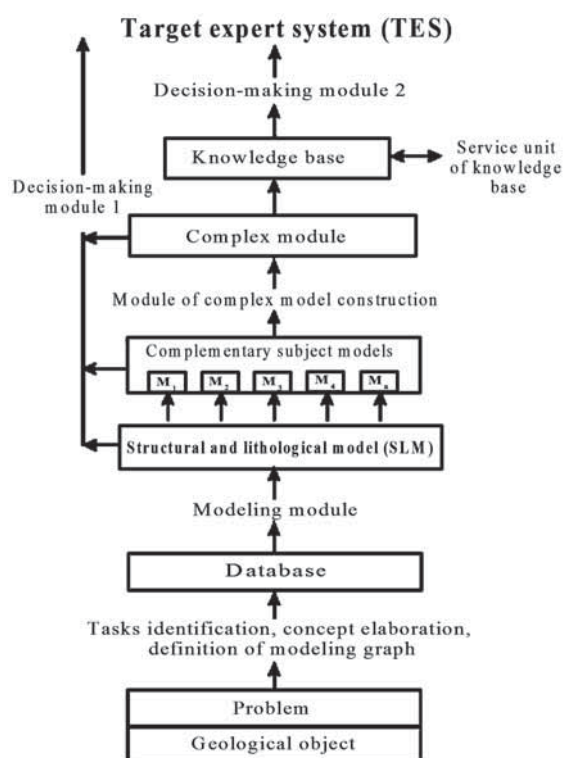 Target expert system (TES)
Decision-making module 2
Knowledge base
Service unit
of knowledge
base
Decision-making
module 1
Complex module
Module of complex model construction
Complementary subject models
M1 M2 M3 M4 Mn
Structural and lithological model (SLM)
Modeling module
Database
Tasks identification, concept elaboration,
definition of modeling graph
Problem
Geological object